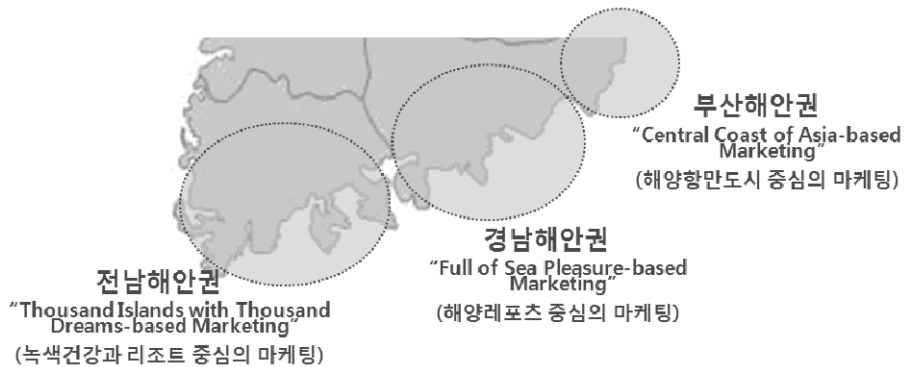 부산해안권
“Central Coast of Asia-based
Marketing”
(해양항만도시 중심의 마케팅)
경남해안권
“Full of Sea Pleasure-based
Marketing”
(해양레포츠 중심의 마케팅)
전남해안권
“Thousand Islands with Thousand
Dreams-based Marketing”
(녹색건강과 리조트 중심의 마케팅)